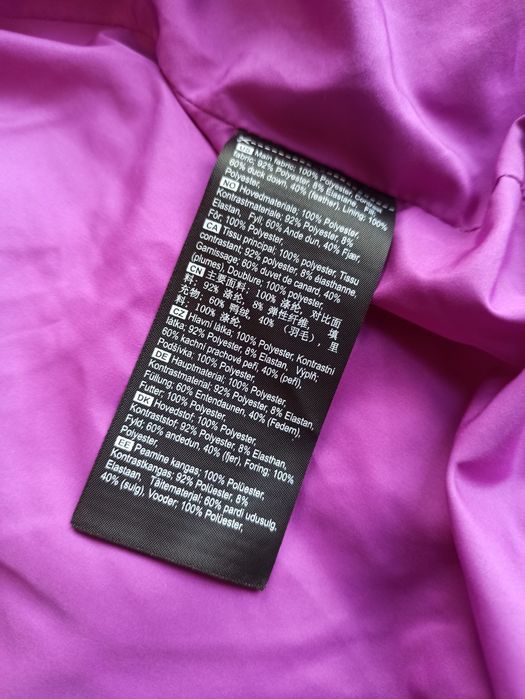 US Main fabric; 100% Polyester, Contrast
fabric; 92% Polyester, 8% Elastane, Fill;
60% duck down, 40% (feather), Lining; 100%
Polyester,
NO Hovedmateriale; 100% Polyester,
Kontrastmateriale; 92% Polyester, 8%
Elastan, Fyll; 60% Ande dun, 40% Fjær,
Fôr; 100% Polyester,
CA Tissu principal; 100% polyester, Tissu
contrastant; 92% polyester, 8% élasthanne,
Garnissage; 60% duvet de canard, 40%
(plumes), Doublure; 100% polyester,
CN 主要面料: 100% 涤纶, 对比面
料: 92% 涤纶, 8% 弹性纤维, 填
充物: 60% 鸭绒, 40% (羽毛), 里
料: 100% 涤纶,
CZ Hlavní látka; 100% Polyester, Kontrastní
látka; 92% Polyester, 8% Elastan, Výplň;
60% kachní prachové peří, 40% (peří),
Podšívka; 100% Polyester,
DE Hauptmaterial; 100% Polyester,
Kontrastmaterial; 92% Polyester, 8% Elastan,
Füllung; 60% Entendaunen, 40% (Federn),
Futter; 100% Polyester,
DK Hovedstof; 100% Polyester,
Kontraststof; 92% Polyester, 8% Elasthan,
Fyld; 60% andedun, 40% (fjer), Foring; 100%
Polyester,
EE Peamine kangas; 100% Polüester,
Kontrastkangas; 92% Polüester, 8%
Elastaan, Täitematerjal; 60% pardi udusulg,
40% (sulg), Vooder; 100% Polüester,